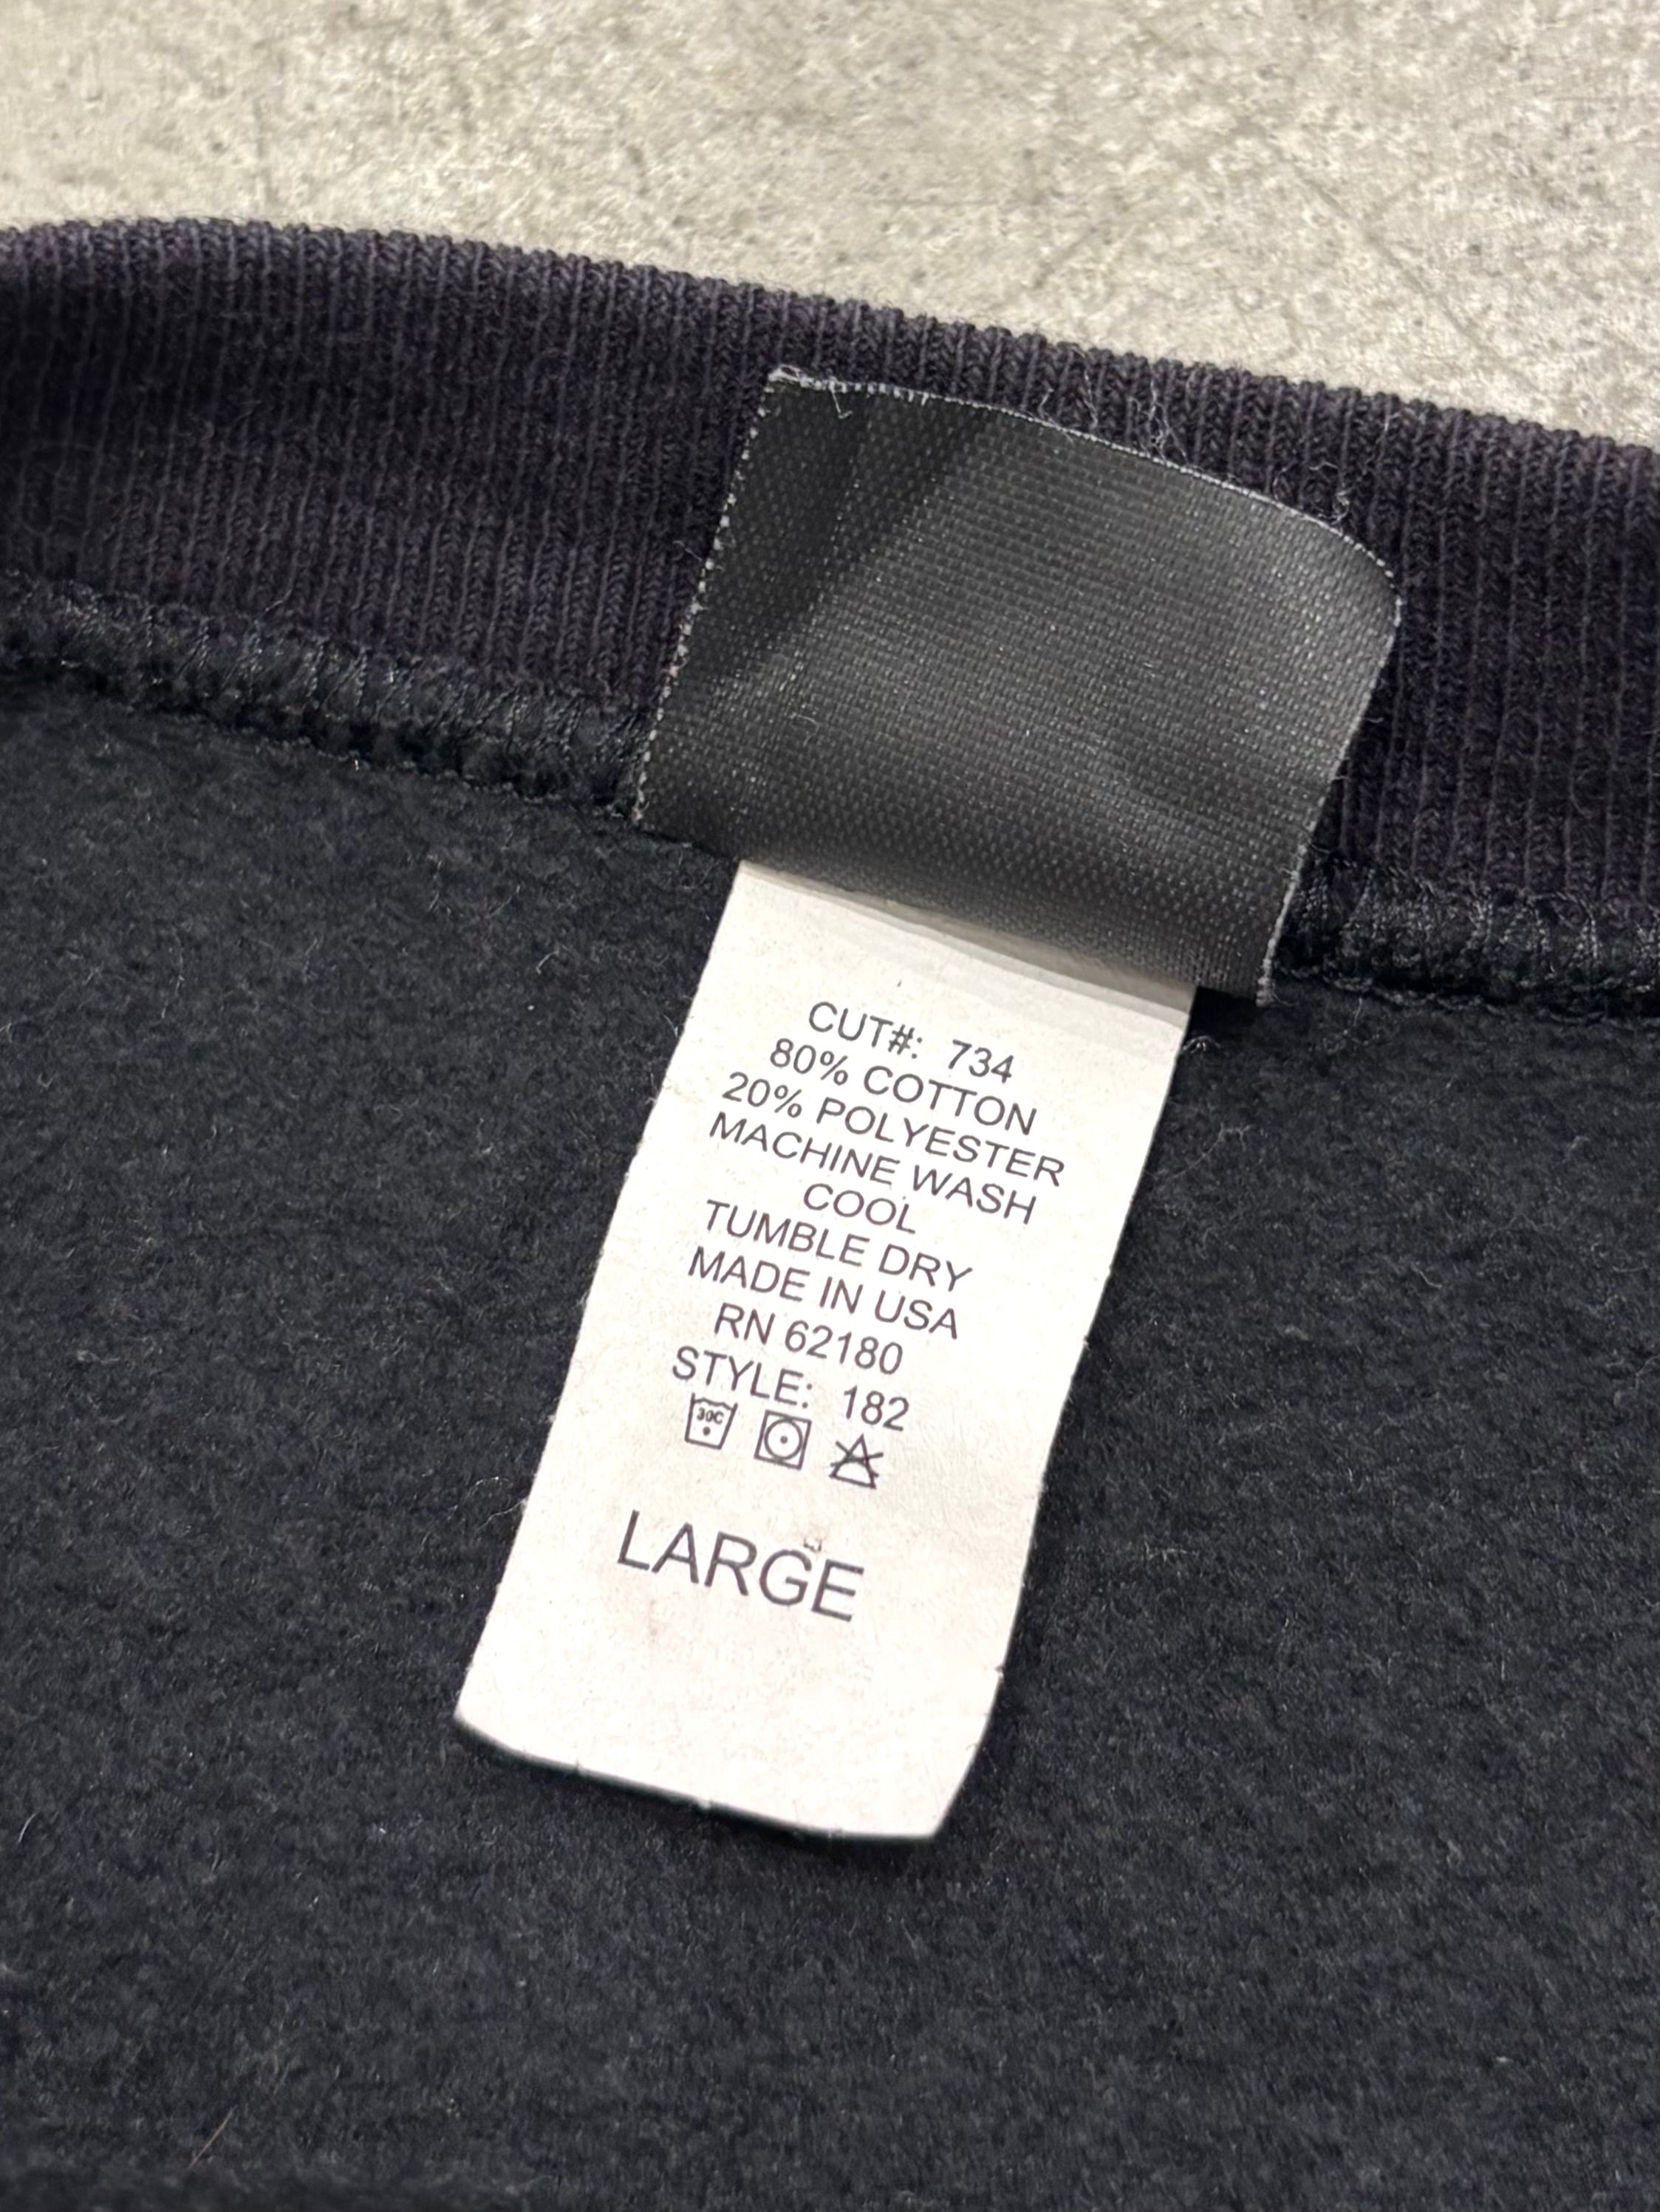 CUT#: 734
80% COTTON
20% POLYESTER
MACHINE WASH
COOL
TUMBLE DRY
MADE IN USA
RN 62180
STYLE: 182
30C
LARGE